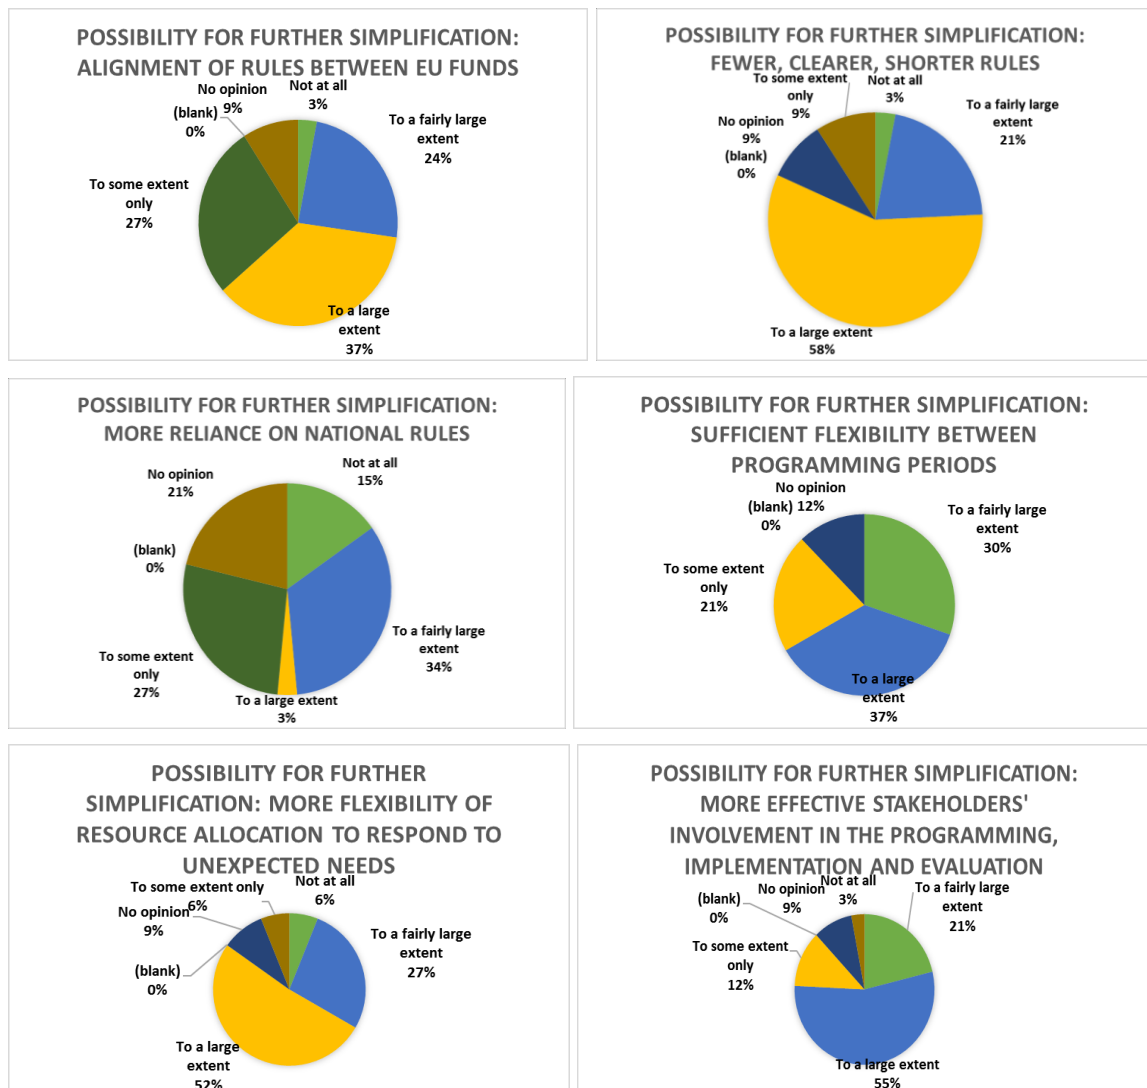 POSSIBILITY FOR FURTHER SIMPLIFICATION:
ALIGNMENT OF RULES BETWEEN EU FUNDS
No opinion
9%
Not at all
3%
(blank)
0%
To a fairly large
extent
24%
To some extent
only
27%
To a large
extent
37%
POSSIBILITY FOR FURTHER SIMPLIFICATION:
FEWER, CLEARER, SHORTER RULES
To some extent
only
9%
Not at all
3%
To a fairly large
extent
21%
No opinion
9%
(blank)
0%
To a large extent
58%
POSSIBILITY FOR FURTHER SIMPLIFICATION:
MORE RELIANCE ON NATIONAL RULES
No opinion
21%
Not at all
15%
(blank)
0%
To a fairly large
extent
34%
To some extent
only
27%
To a large extent
3%
POSSIBILITY FOR FURTHER SIMPLIFICATION:
SUFFICIENT FLEXIBILITY BETWEEN
PROGRAMMING PERIODS
No opinion
12%
(blank)
0%
To a fairly large
extent
30%
To some extent
only
21%
To a large
extent
37%
POSSIBILITY FOR FURTHER
SIMPLIFICATION: MORE FLEXIBILITY OF
RESOURCE ALLOCATION TO RESPOND TO
UNEXPECTED NEEDS
To some extent only
6%
Not at all
6%
No opinion
9%
To a fairly large
extent
27%
(blank)
0%
To a large
extent
52%
POSSIBILITY FOR FURTHER SIMPLIFICATION:
MORE EFFECTIVE STAKEHOLDERS'
INVOLVEMENT IN THE PROGRAMMING,
IMPLEMENTATION AND EVALUATION
No opinion
9%
Not at all
3%
To a fairly large
extent
21%
(blank)
0%
To some extent
only
12%
To a large extent
55%